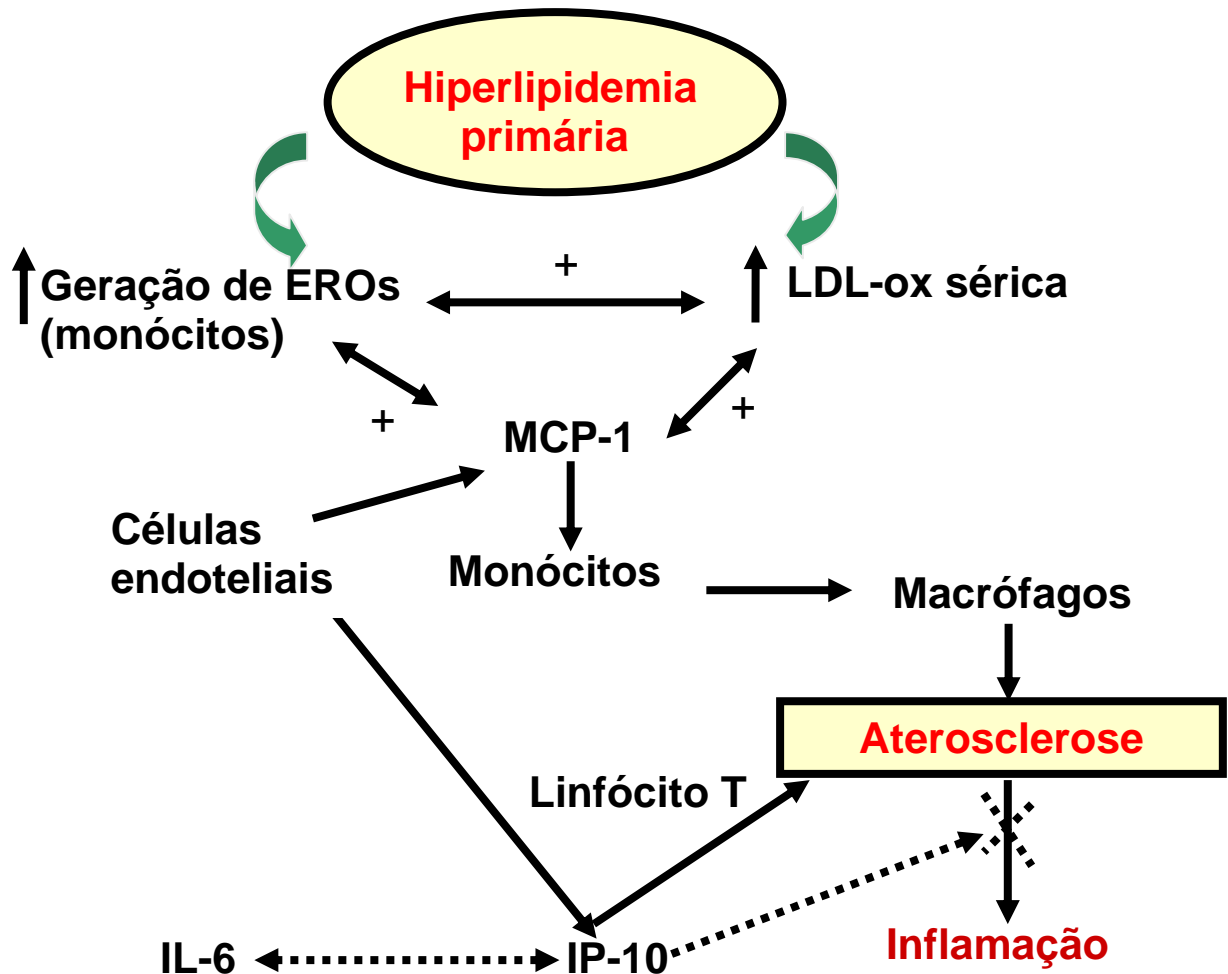 Hiperlipidemia
primária
+
Geração de EROs
(monócitos)
LDL-ox sérica
+
+
MCP-1
Células
endoteliais
Monócitos
Macrófagos
Aterosclerose
Linfócito T
IL-6
IP-10
Inflamação